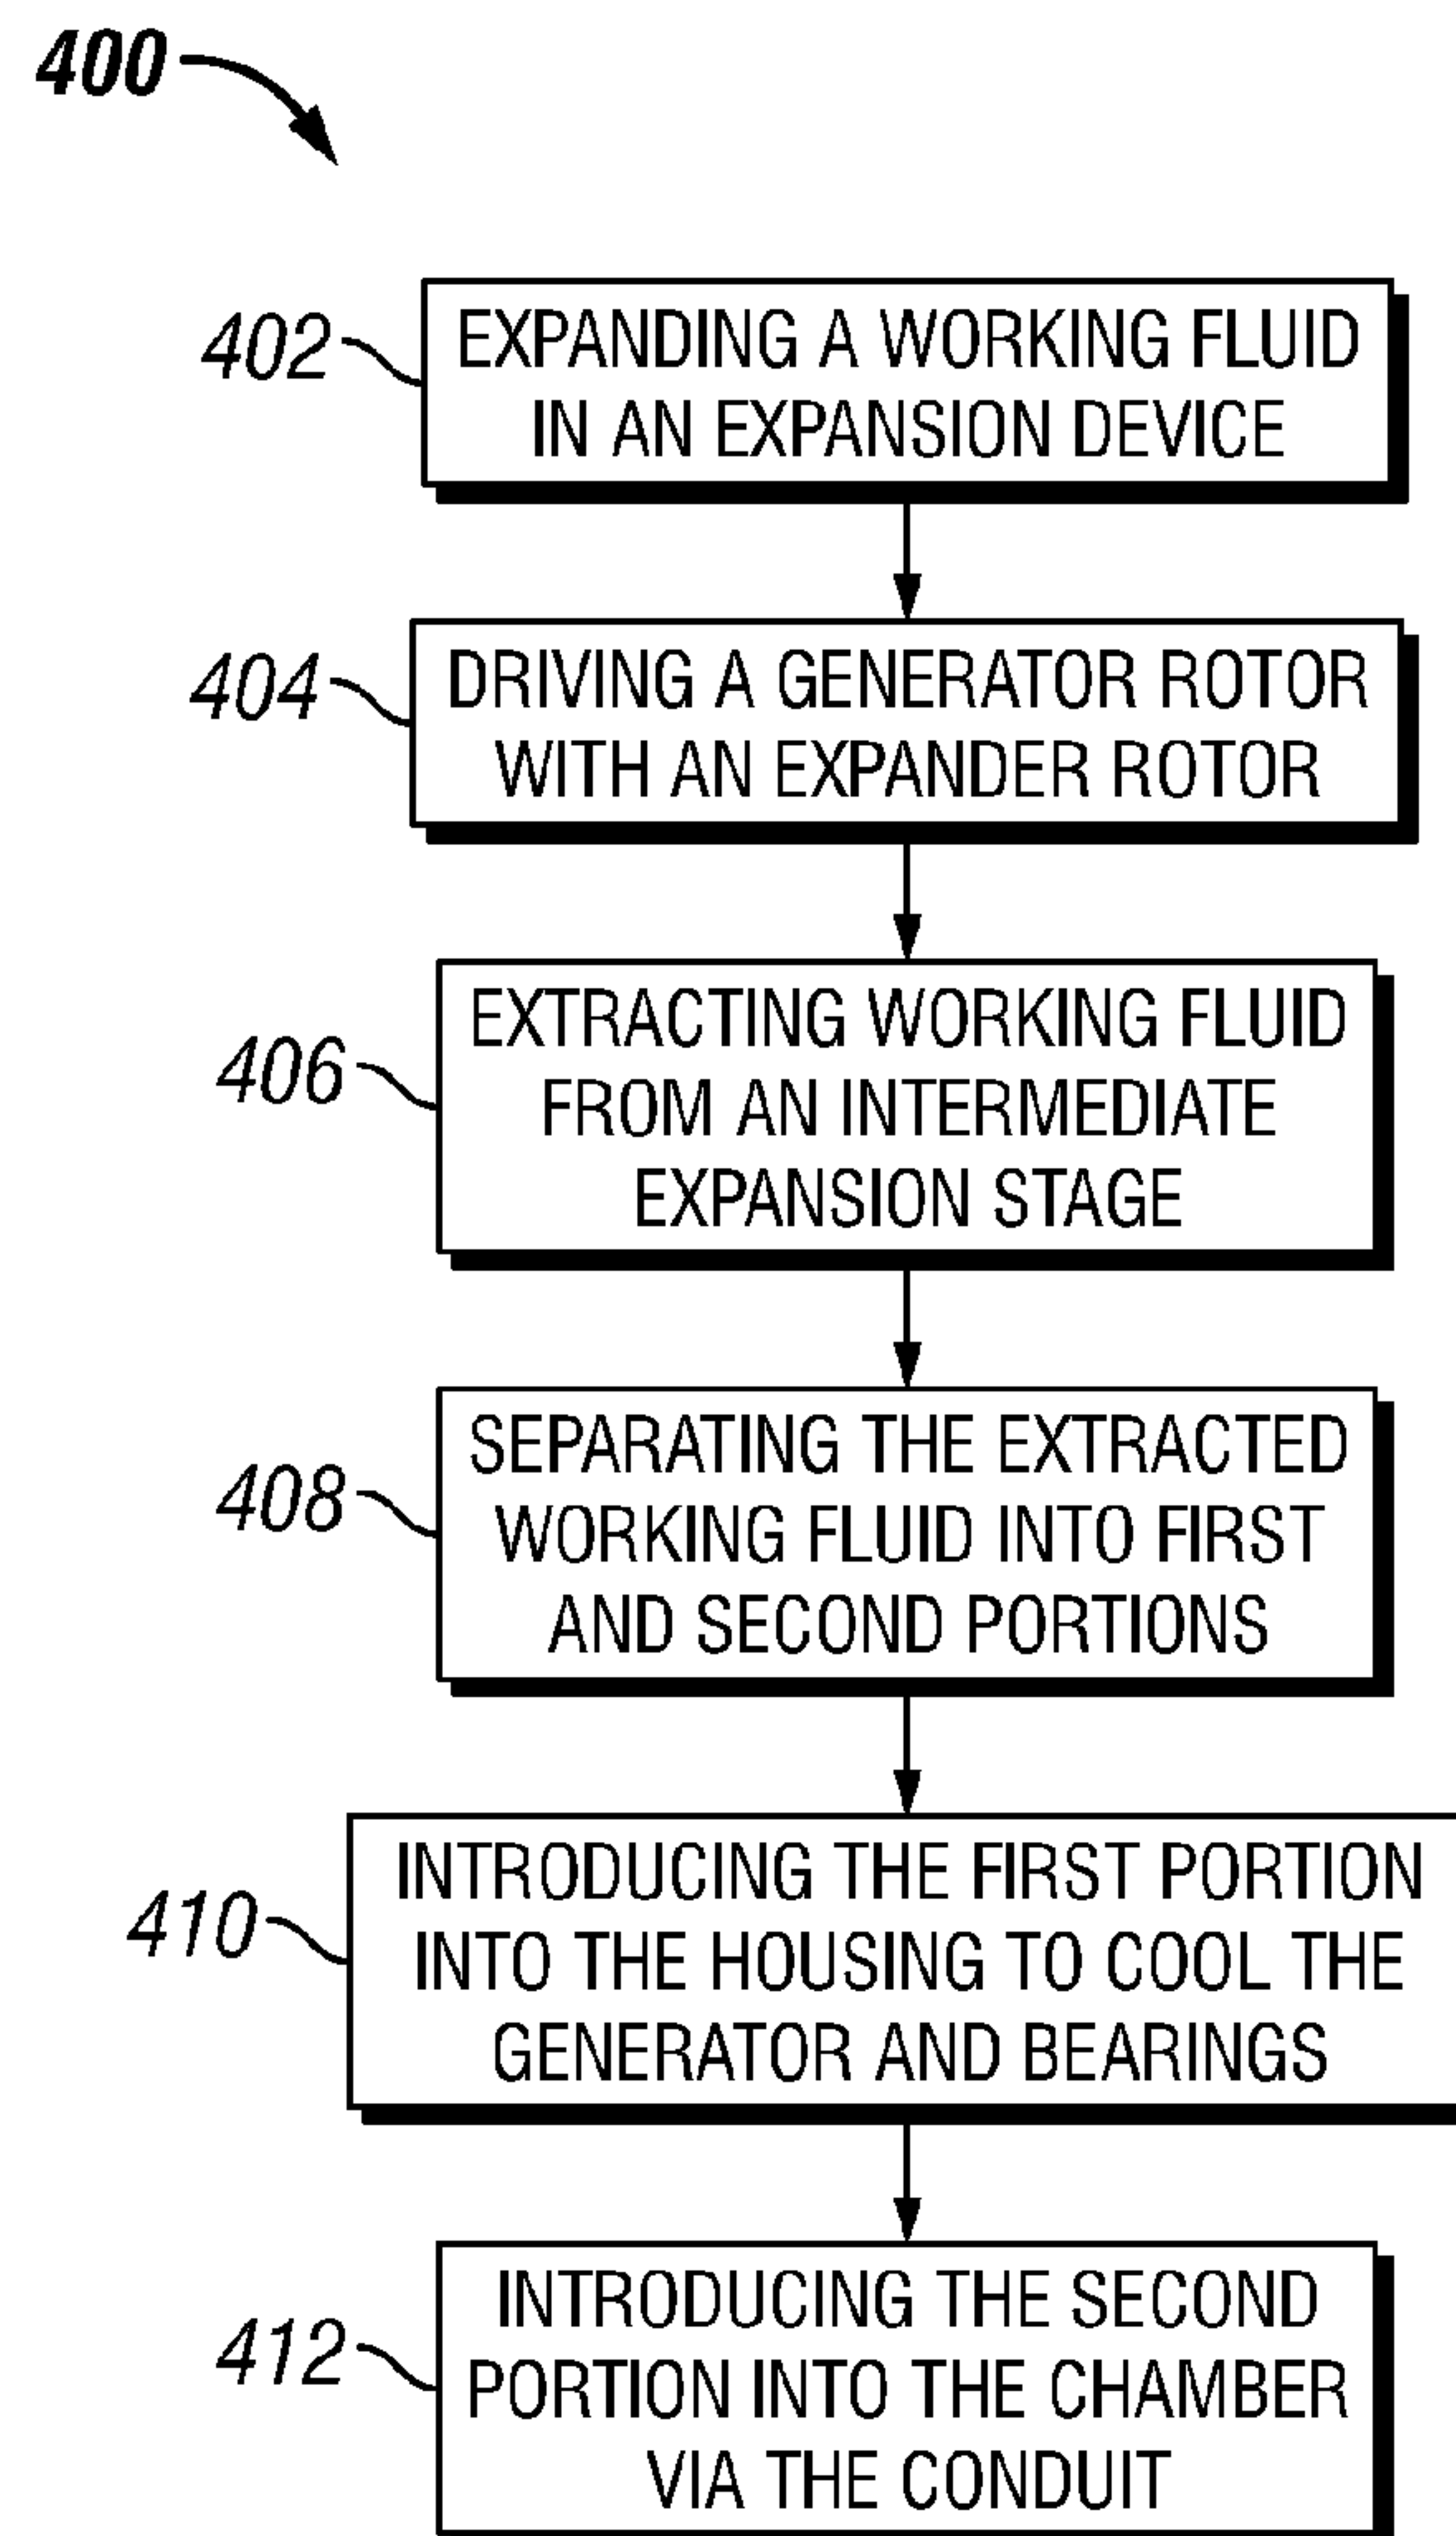 400
402
EXPANDING A WORKING FLUID
IN AN EXPANSION DEVICE
404
DRIVING A GENERATOR ROTOR
WITH AN EXPANDER ROTOR
406
EXTRACTING WORKING FLUID
FROM AN INTERMEDIATE
EXPANSION STAGE
408
SEPARATING THE EXTRACTED
WORKING FLUID INTO FIRST
AND SECOND PORTIONS
410
INTRODUCING THE FIRST PORTION
INTO THE HOUSING TO COOL THE
GENERATOR AND BEARINGS
412
INTRODUCING THE SECOND
PORTION INTO THE CHAMBER
VIA THE CONDUIT